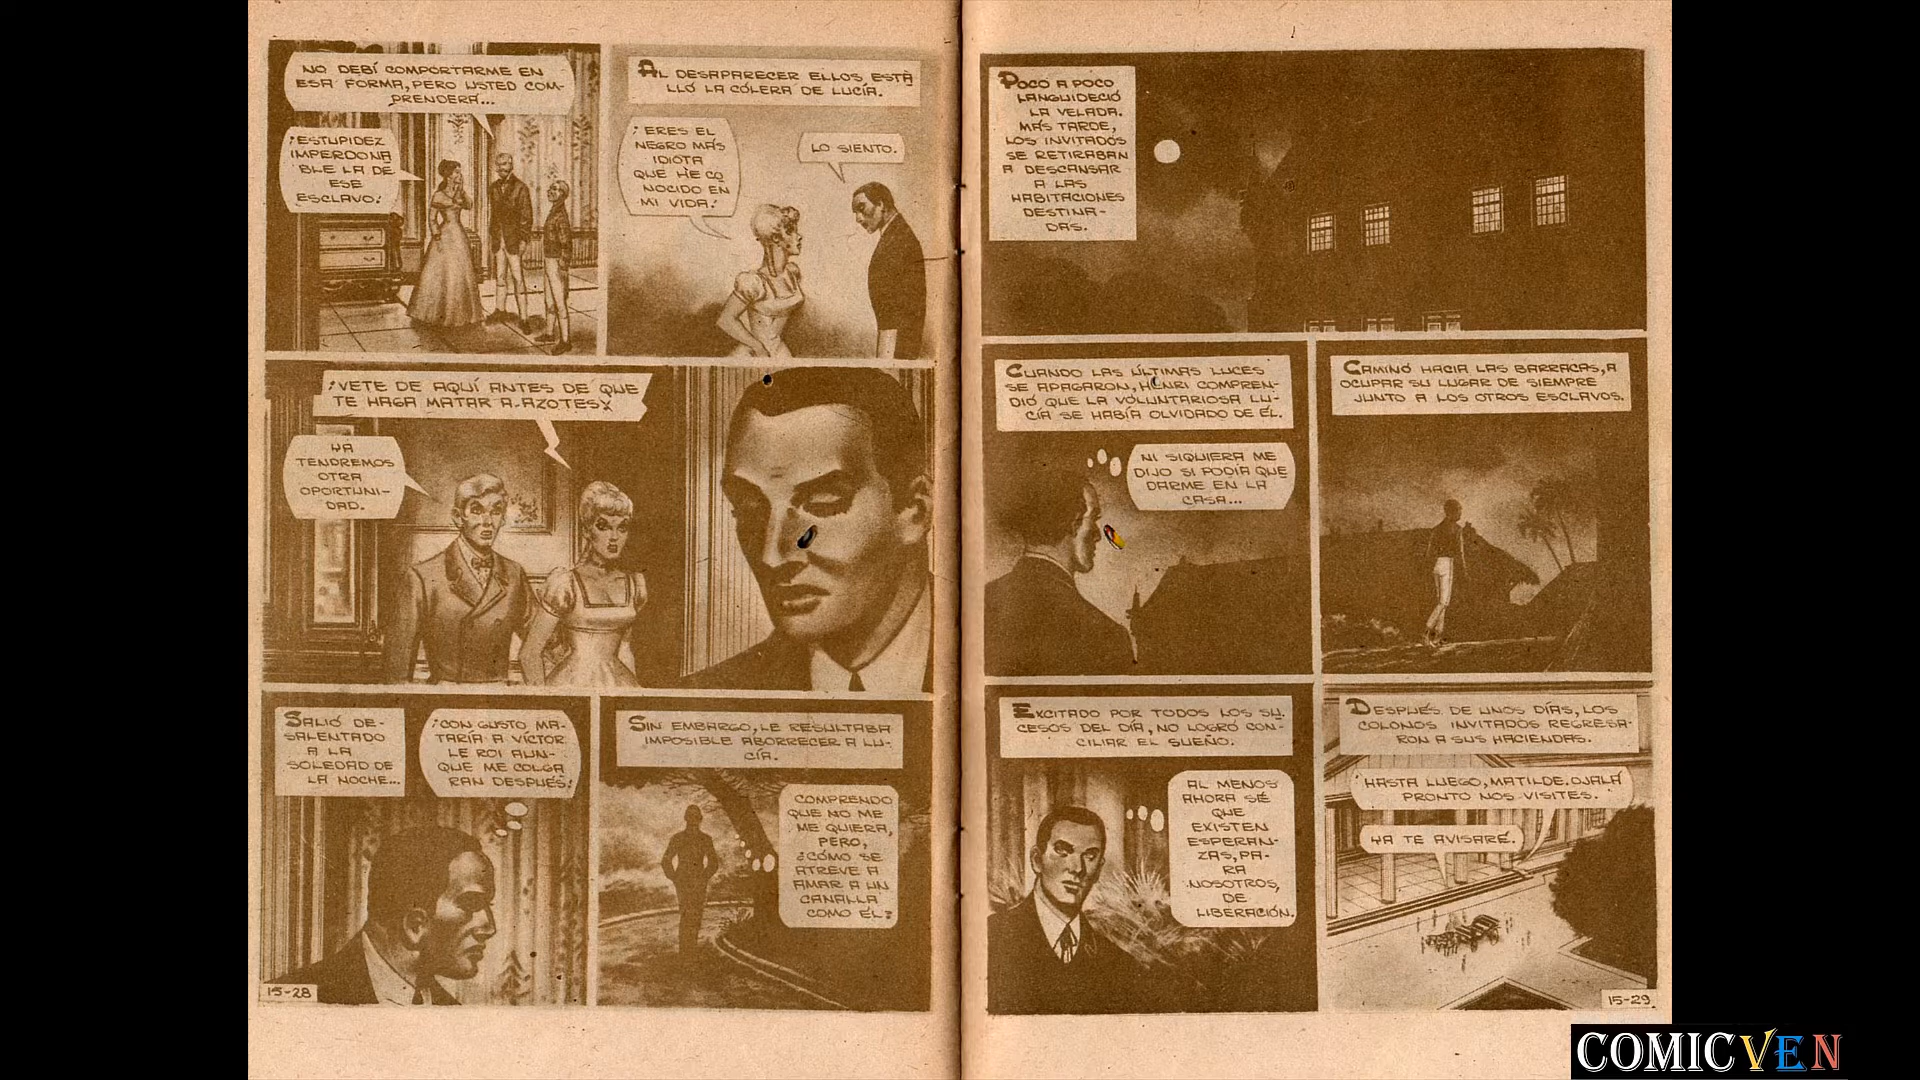 NO DEBÍ COMPORTARME EN
ESA FORMA, PERO USTED COM-
PRENDERÁ...
¡ESTUPIDEZ
IMPERDONA
BLE LA DE
ESE
ESCLAVO!
AL DESAPARECER ELLOS, ESTA
LLÓ LA CÓLERA DE LUCÍA.
¡ERES EL
NEGRO MÁS
IDIOTA
QUE HE CO
NOCIDO EN
MI VIDA!
LO SIENTO.
¡VETE DE AQUÍ ANTES DE QUE
TE HAGA MATAR A AZOTES!
YA
TENDREMOS
OTRA
OPORTUNI-
DAD.
SALIÓ DE-
SALENTADO
A LA
SOLEDAD DE
LA NOCHE...
¡CON GUSTO MA-
TARÍA A VÍCTOR
LE ROI AUN-
QUE ME COLGA
RAN DESPUÉS!
SIN EMBARGO, LE RESULTABA
IMPOSIBLE ABORRECER A LU-
CÍA.
COMPRENDO
QUE NO ME
ME QUIERA,
PERO,
¿CÓMO SE
ATREVE A
AMAR A UN
CANALLA
COMO ÉL?
15-28
POCO A POCO
LANGUIDECIÓ
LA VELADA.
MÁS TARDE,
LOS INVITADOS
SE RETIRABAN
A DESCANSAR
A LAS
HABITACIONES
DESTINA-
DAS.
CUANDO LAS ÚLTIMAS LUCES
SE APAGARON, HENRI COMPREN-
DIÓ QUE LA VOLUNTARIOSA LU-
CÍA SE HABÍA OLVIDADO DE ÉL.
NI SIQUIERA ME
DIJO SI PODÍA QUE
DARME EN LA
CASA...
CAMINÓ HACIA LAS BARRACAS, A
OCUPAR SU LUGAR DE SIEMPRE
JUNTO A LOS OTROS ESCLAVOS.
EXCITADO POR TODOS LOS SU-
CESOS DEL DÍA, NO LOGRÓ CON-
CILIAR EL SUEÑO.
AL MENOS
AHORA SÉ
QUE
EXISTEN
ESPERAN-
ZAS, PA-
RA
NOSOTROS,
DE
LIBERACIÓN.
DESPUÉS DE UNOS DÍAS, LOS
COLONOS INVITADOS REGRESA-
RON A SUS HACIENDAS.
HASTA LUEGO, MATILDE. OJALÁ
PRONTO NOS VISITES.
YA TE AVISARÉ.
15-29
COMICVEN